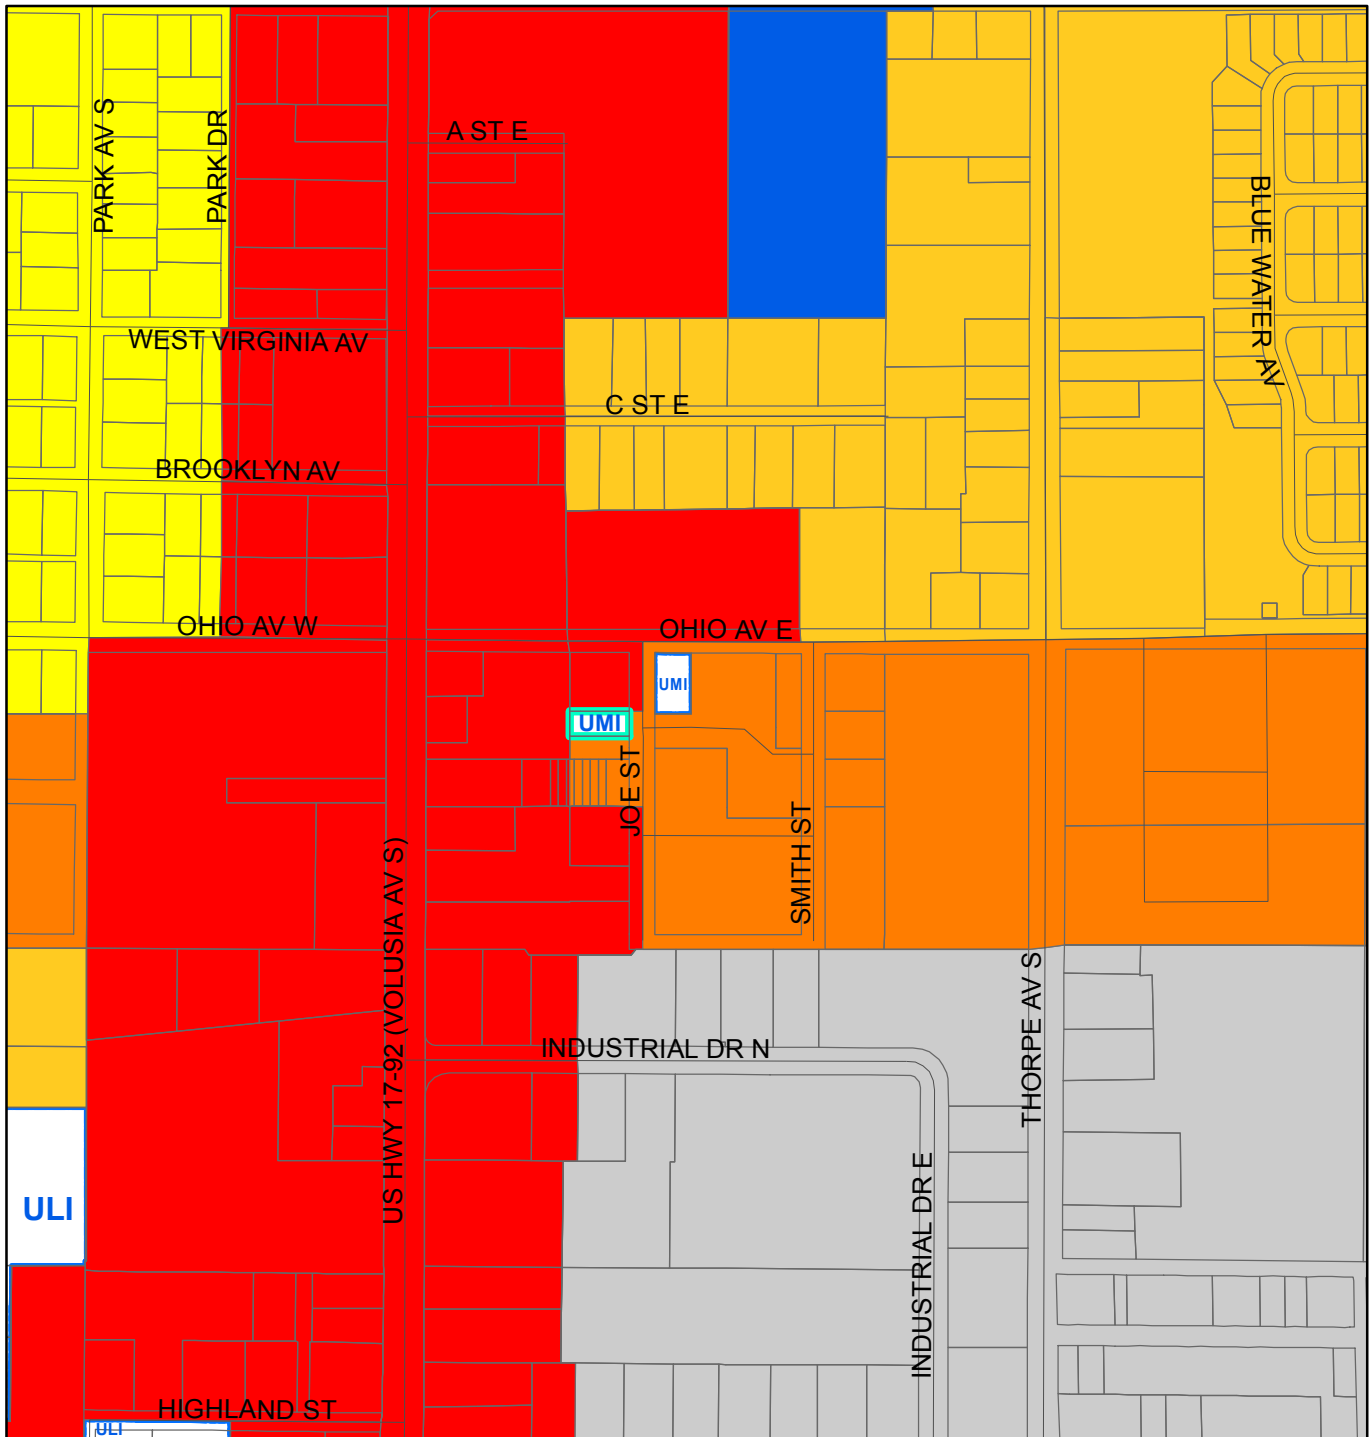 PARK AV S
PARK DR
A ST E
BLUE WATER AV
WEST VIRGINIA AV
C ST E
BROOKLYN AV
OHIO AV W
OHIO AV E
UMI
UMI
JOE ST
SMITH ST
US HWY 17-92 (VOLUSIA AV S)
THORPE AV S
INDUSTRIAL DR N
INDUSTRIAL DR E
ULI
HIGHLAND ST
ULI